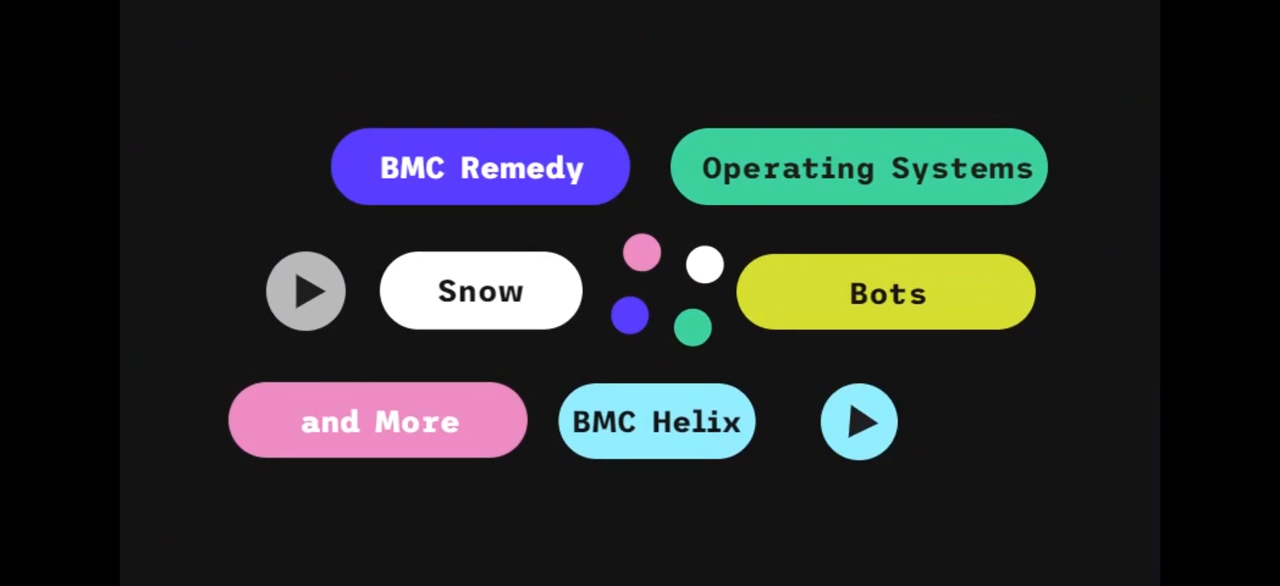 BMC Remedy
Operating Systems
Snow
Bots
and More
BMC Helix